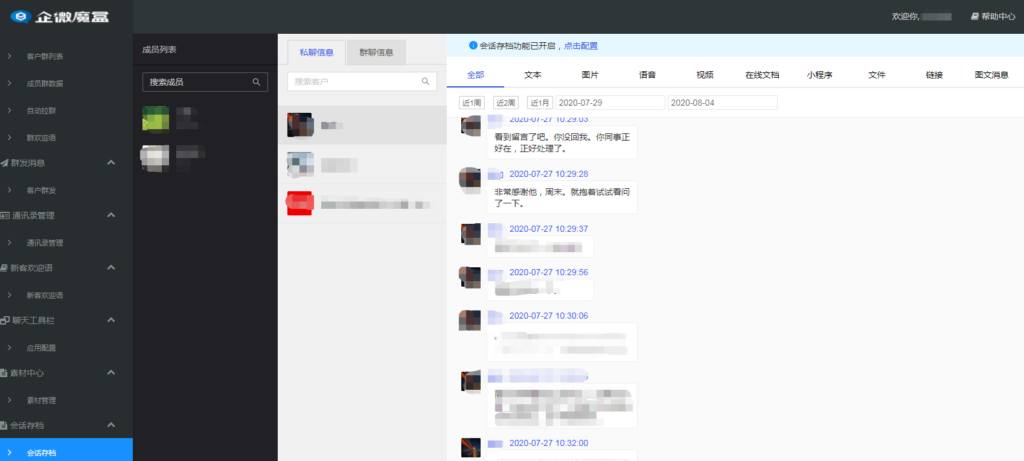 企微魔盒
欢迎你,
帮助中心
客户群列表
成员群数据
自动拉群
群欢迎语
群发消息
客户群发
通讯录管理
通讯录管理
新客欢迎语
新客欢迎语
聊天工具栏
应用配置
素材中心
素材管理
会话存档
会话存档
成员列表
搜索成员
私聊信息 群聊信息
搜索客户
会话存档功能已开启，点击配置
全部 文本 图片 语音 视频 在线文档 小程序 文件 链接 图文消息
近1周 近2周 近1月 2020-07-29 2020-08-04
2020-07-27 10:29:03
看到留言了吧。你没回我。你同事正
好在，正好处理了。
2020-07-27 10:29:28
非常感谢他，周末。就抱着试试看问
了一下。
2020-07-27 10:29:37
2020-07-27 10:29:56
2020-07-27 10:30:06
2020-07-27 10:32:00